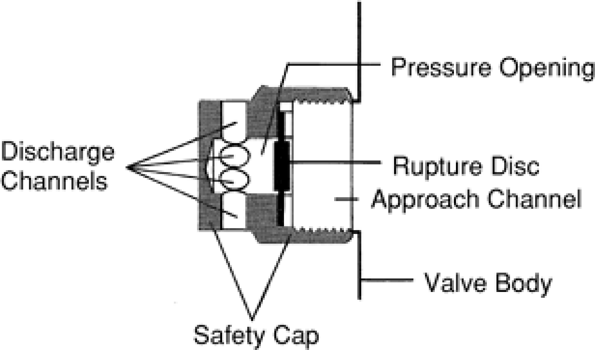 Pressure Opening
Discharge
Channels
Rupture Disc
Approach Channel
Valve Body
Safety Cap